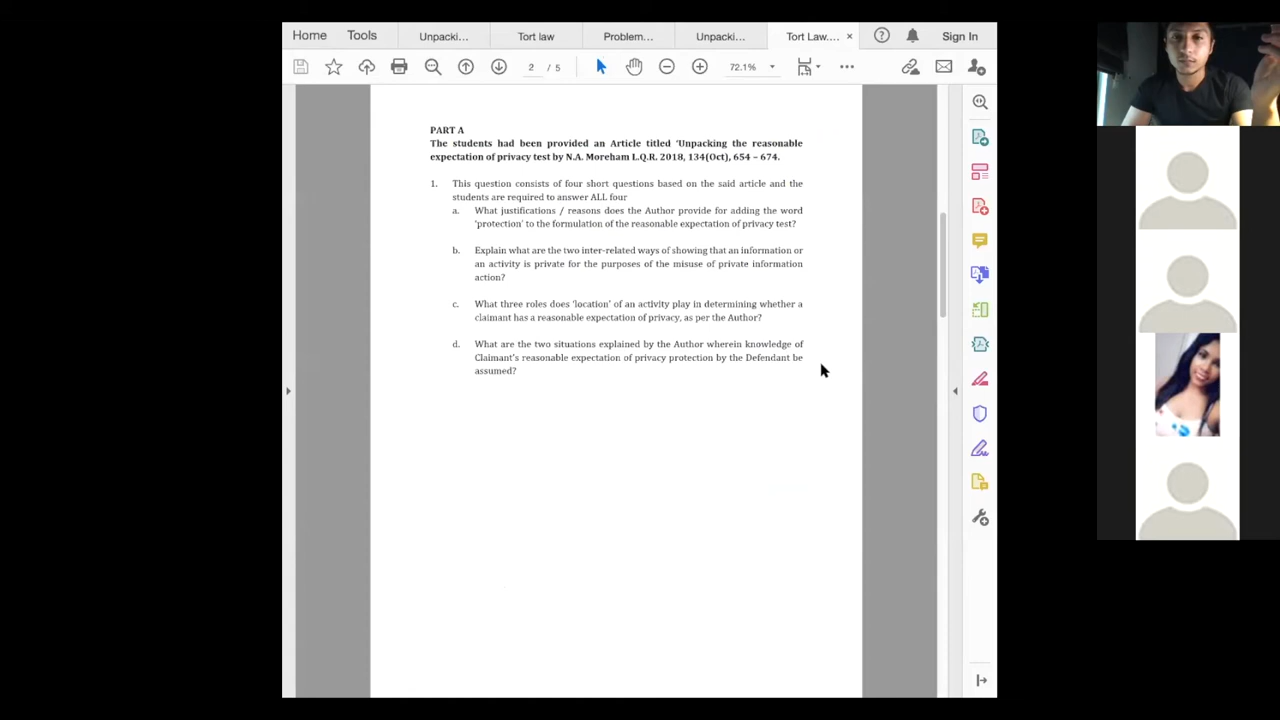 Home Tools Unpacki... Tort law Problem... Unpacki... Tort Law.... × Sign In
2 / 5 72.1%
PART A
The students had been provided an Article titled 'Unpacking the reasonable
expectation of privacy test by N.A. Moreham L.Q.R. 2018, 134(Oct), 654 – 674.
1. This question consists of four short questions based on the said article and the
students are required to answer ALL four
a. What justifications / reasons does the Author provide for adding the word
'protection' to the formulation of the reasonable expectation of privacy test?
b. Explain what are the two inter-related ways of showing that an information or
an activity is private for the purposes of the misuse of private information
action?
c. What three roles does 'location' of an activity play in determining whether a
claimant has a reasonable expectation of privacy, as per the Author?
d. What are the two situations explained by the Author wherein knowledge of
Claimant's reasonable expectation of privacy protection by the Defendant be
assumed?